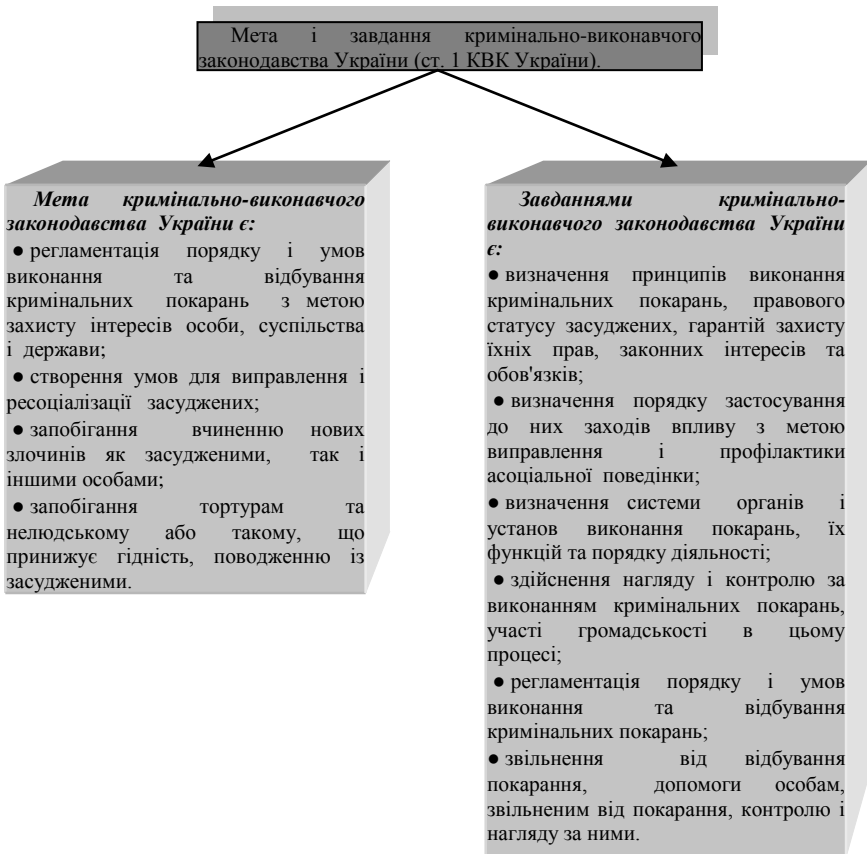 Мета і завдання кримінально-виконавчого
законодавства України (ст. 1 КВК України).
Мета кримінально-виконавчого
законодавства України є:
● регламентація порядку і умов
виконання та відбування
кримінальних покарань з метою
захисту інтересів особи, суспільства
і держави;
● створення умов для виправлення і
ресоціалізації засуджених;
● запобігання вчиненню нових
злочинів як засудженими, так і
іншими особами;
● запобігання тортурам та
нелюдському або такому, що
принижує гідність, поводженню із
засудженими.
Завданнями кримінально-
виконавчого законодавства України
є:
● визначення принципів виконання
кримінальних покарань, правового
статусу засуджених, гарантій захисту
їхніх прав, законних інтересів та
обов'язків;
● визначення порядку застосування
до них заходів впливу з метою
виправлення і профілактики
асоціальної поведінки;
● визначення системи органів і
установ виконання покарань, їх
функцій та порядку діяльності;
● здійснення нагляду і контролю за
виконанням кримінальних покарань,
участі громадськості в цьому
процесі;
● регламентація порядку і умов
виконання та відбування
кримінальних покарань;
● звільнення від відбування
покарання, допомоги особам,
звільненим від покарання, контролю і
нагляду за ними.